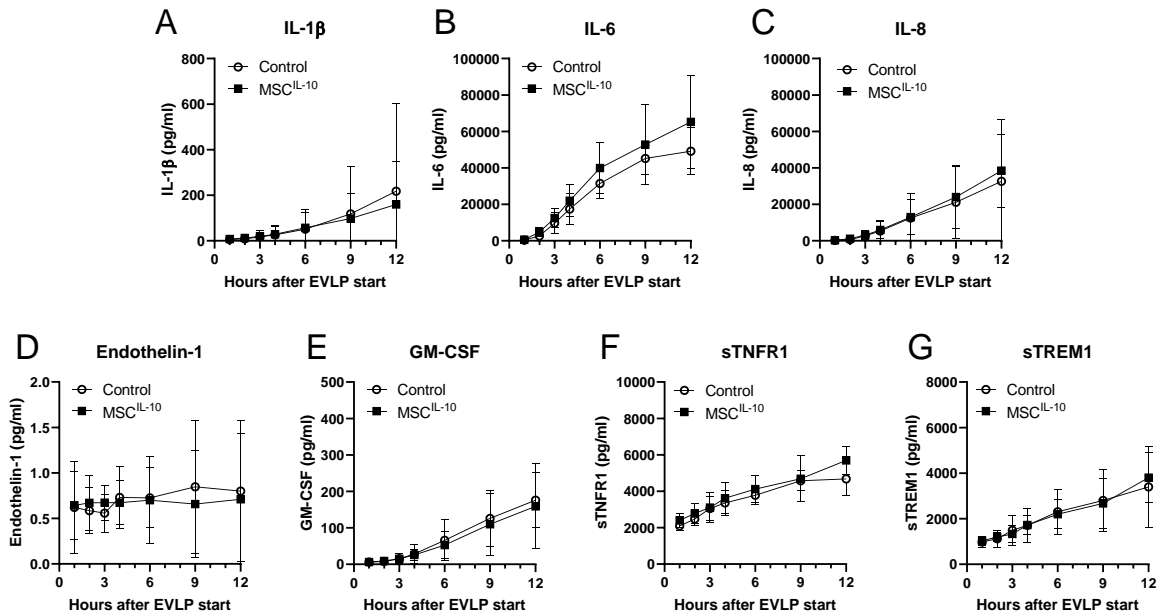 A
IL-1β
IL-1β (pg/ml)
800
600
400
200
0
Control
MSC^IL-10
0 3 6 9 12
Hours after EVLP start
B
IL-6
IL-6 (pg/ml)
100000
80000
60000
40000
20000
0
Control
MSC^IL-10
0 3 6 9 12
Hours after EVLP start
C
IL-8
IL-8 (pg/ml)
100000
80000
60000
40000
20000
0
Control
MSC^IL-10
0 3 6 9 12
Hours after EVLP start
D
Endothelin-1
Endothelin-1 (pg/ml)
2.0
1.5
1.0
0.5
0.0
Control
MSC^IL-10
0 3 6 9 12
Hours after EVLP start
E
GM-CSF
GM-CSF (pg/ml)
500
400
300
200
100
0
Control
MSC^IL-10
0 3 6 9 12
Hours after EVLP start
F
sTNFR1
sTNFR1 (pg/ml)
10000
8000
6000
4000
2000
0
Control
MSC^IL-10
0 3 6 9 12
Hours after EVLP start
G
sTREM1
sTREM1 (pg/ml)
8000
6000
4000
2000
0
Control
MSC^IL-10
0 3 6 9 12
Hours after EVLP start